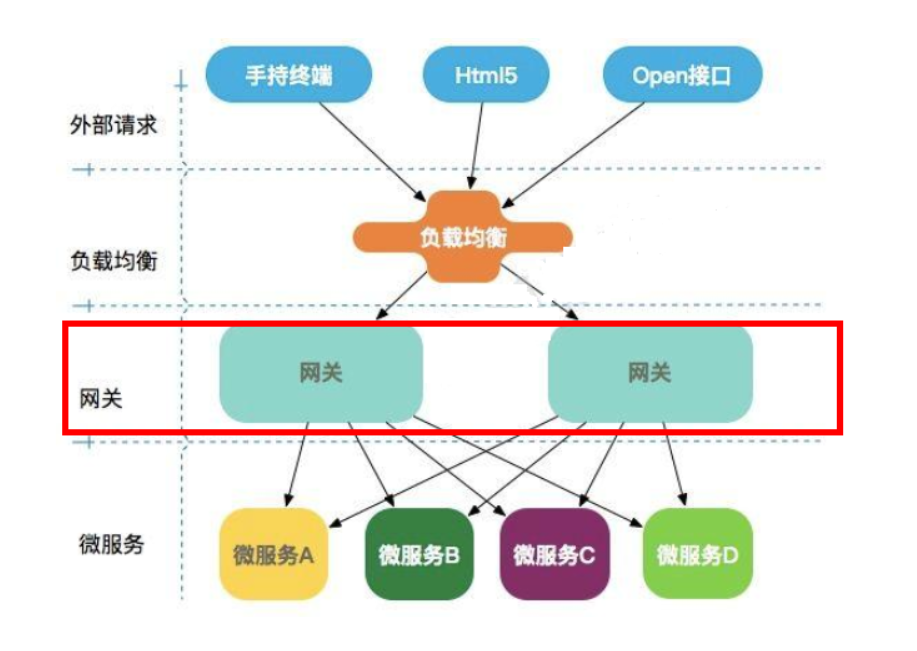 手持终端
Html5
Open接口
外部请求
负载均衡
负载均衡
网关
网关
网关
微服务
微服务A
微服务B
微服务C
微服务D